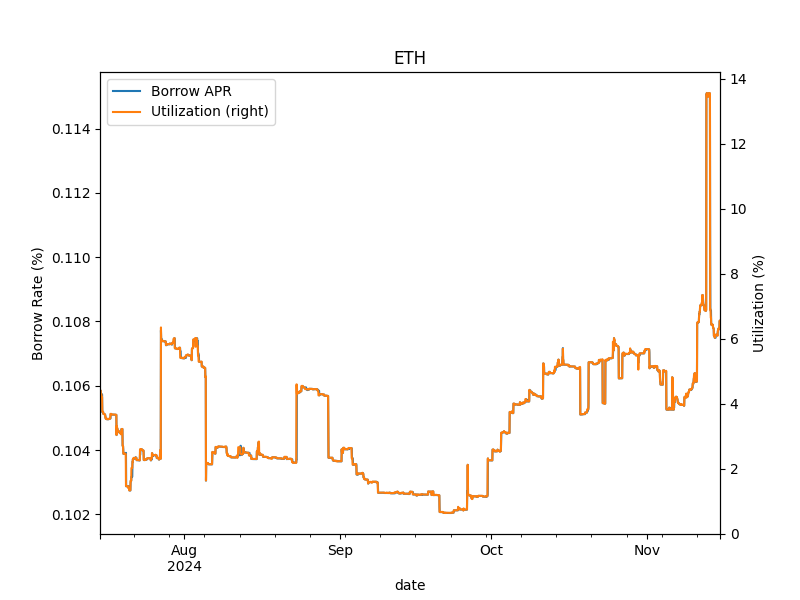 ETH
Borrow APR
Utilization (right)
Borrow Rate (%)
0.114
0.112
0.110
0.108
0.106
0.104
0.102
14
12
10
8
6
4
2
0
Utilization (%)
Aug
2024
Sep
Oct
Nov
date